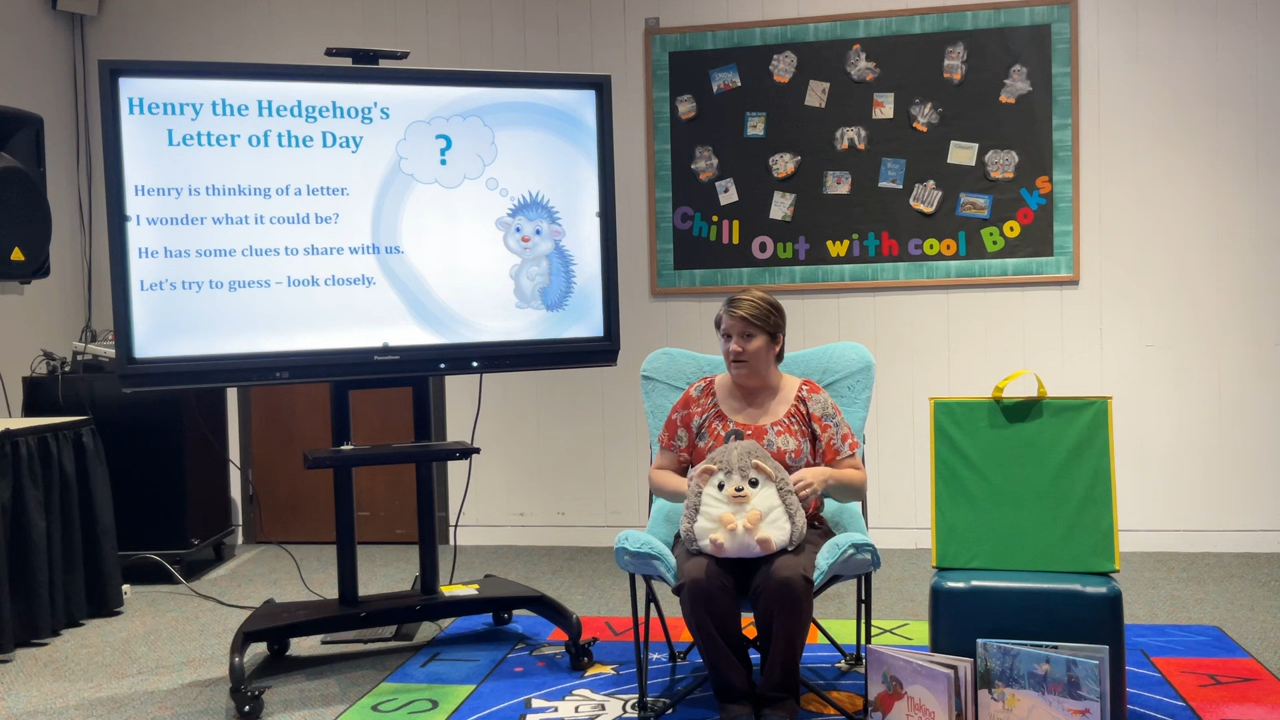 Henry the Hedgehog's
Letter of the Day
?
Henry is thinking of a letter.
I wonder what it could be?
He has some clues to share with us.
Let's try to guess – look closely.
Chill Out with cool Books
S
T
V
X
A
Making